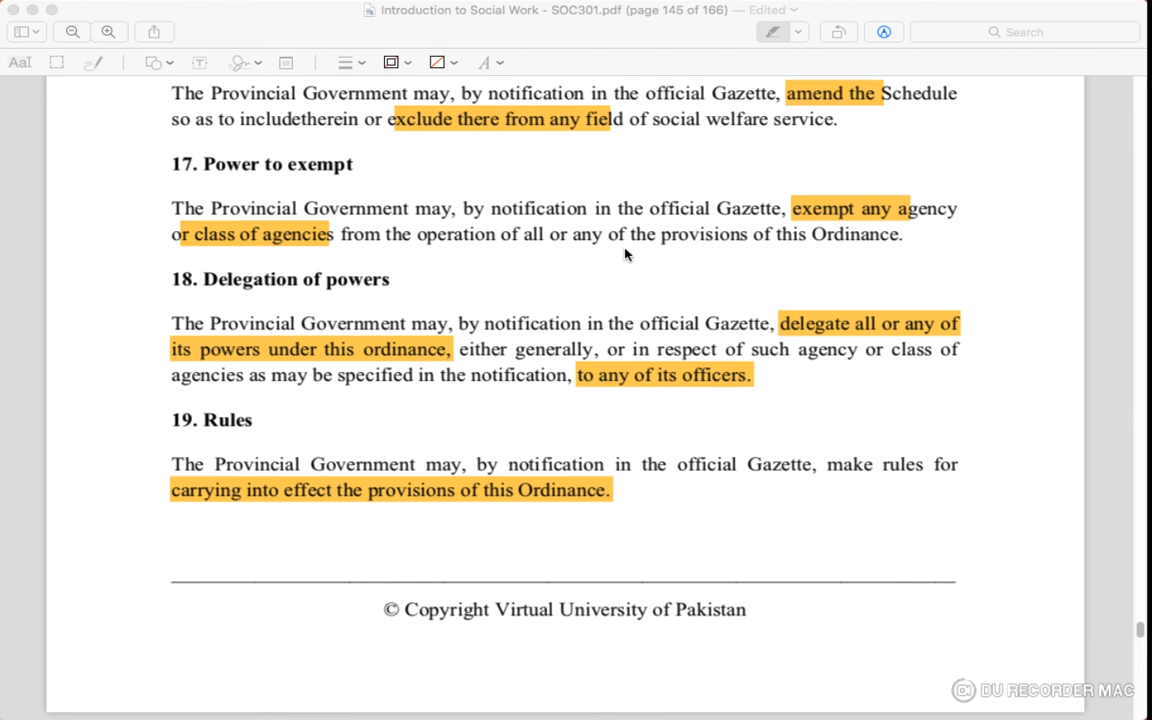 Introduction to Social Work - SOC301.pdf (page 145 of 166) — Edited
Search
AaI
T
A
The Provincial Government may, by notification in the official Gazette, amend the Schedule
so as to includetherein or exclude there from any field of social welfare service.
17. Power to exempt
The Provincial Government may, by notification in the official Gazette, exempt any agency
or class of agencies from the operation of all or any of the provisions of this Ordinance.
18. Delegation of powers
The Provincial Government may, by notification in the official Gazette, delegate all or any of
its powers under this ordinance, either generally, or in respect of such agency or class of
agencies as may be specified in the notification, to any of its officers.
19. Rules
The Provincial Government may, by notification in the official Gazette, make rules for
carrying into effect the provisions of this Ordinance.
© Copyright Virtual University of Pakistan
DU RECORDER MAC